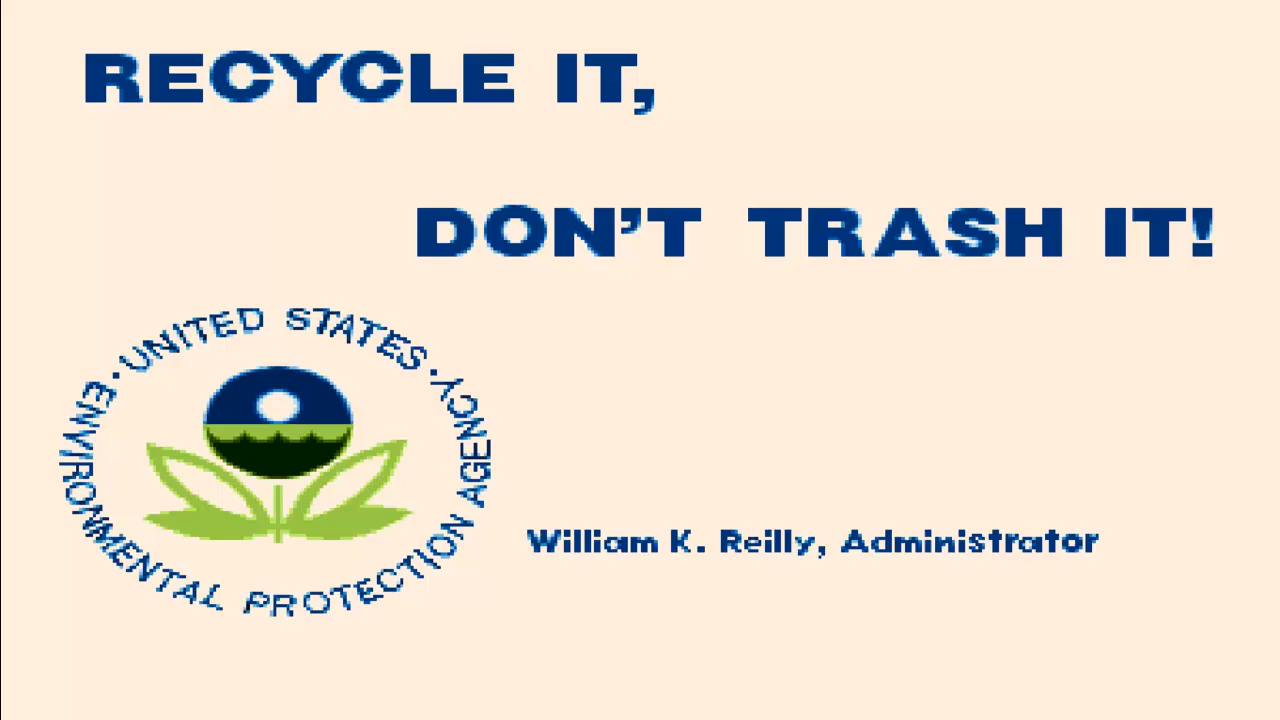 RECYCLE IT,
DON'T TRASH IT!
UNITED STATES
• ENVIRONMENTAL PROTECTION AGENCY •
William K. Reilly, Administrator